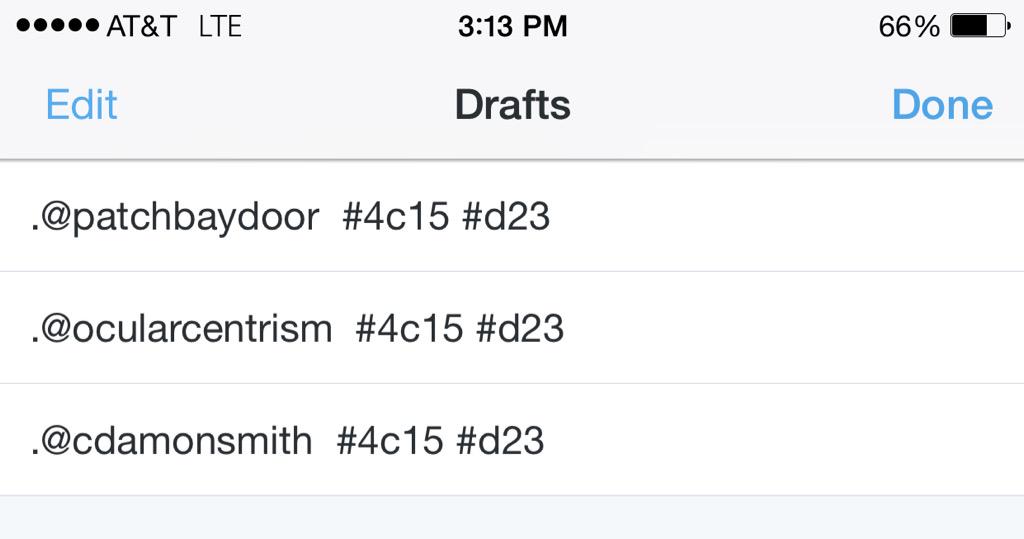 ●●●●● AT&T LTE 3:13 PM 66%
Edit Drafts Done
.@patchbaydoor #4c15 #d23
.@ocularcentrism #4c15 #d23
.@cdamonsmith #4c15 #d23